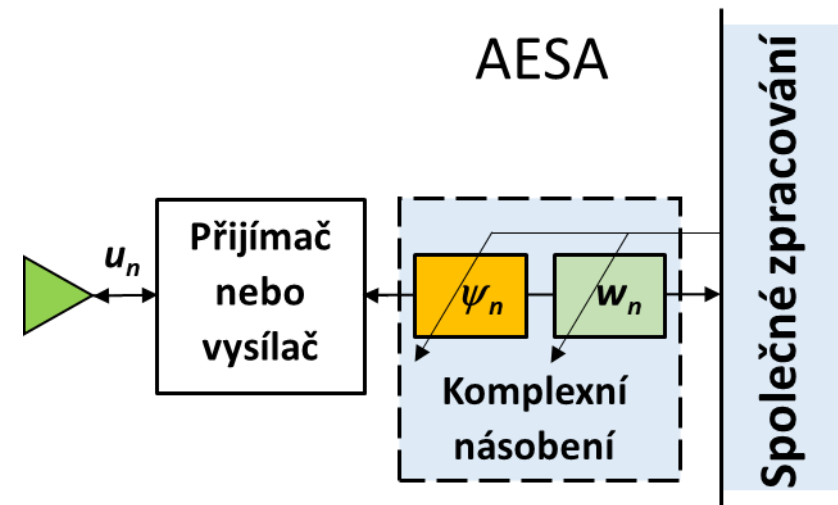 AESA
u_n
Přijímač
nebo
vysílač
ψ_n
w_n
Komplexní
násobení
Společné zpracování